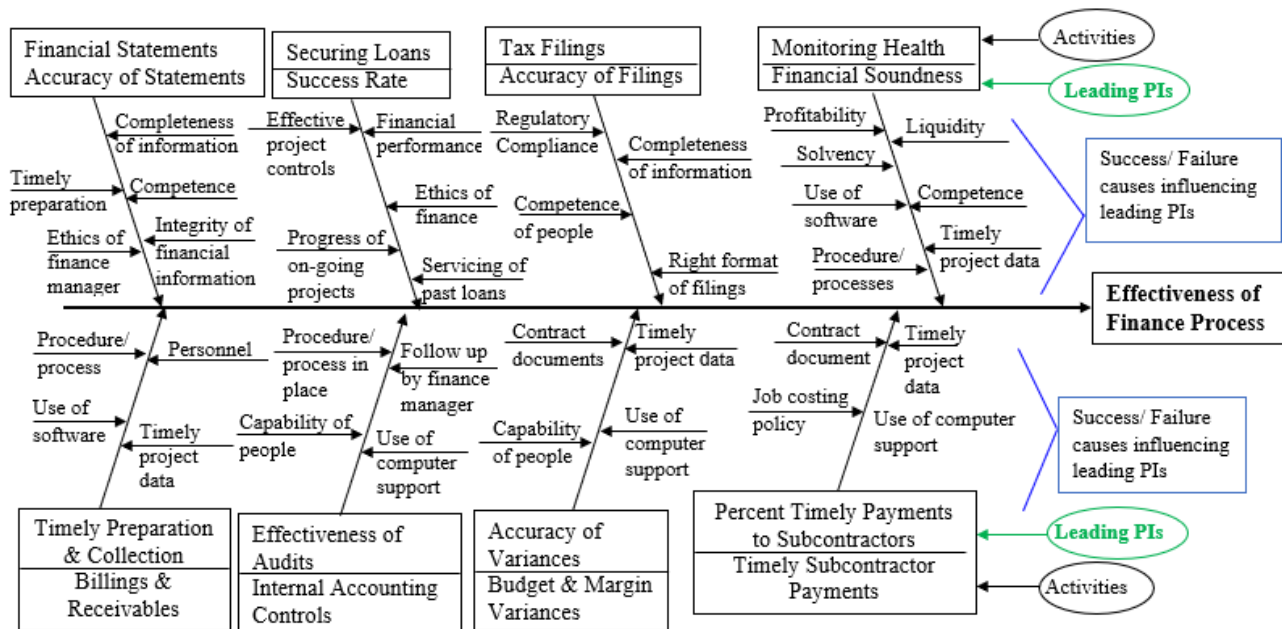 Financial Statements
Accuracy of Statements
Securing Loans
Success Rate
Tax Filings
Accuracy of Filings
Monitoring Health
Financial Soundness
Activities
Leading PIs
Completeness
of information
Timely
preparation
Competence
Ethics of
finance
manager
Integrity of
financial
information
Effective
project
controls
Financial
performance
Ethics of
finance
Progress of
on-going
projects
Servicing of
past loans
Regulatory
Compliance
Completeness
of information
Competence
of people
Right format
of filings
Profitability
Liquidity
Solvency
Use of
software
Competence
Timely
project data
Procedure/
processes
Success/ Failure
causes influencing
leading PIs
Effectiveness of
Finance Process
Procedure/
process
Personnel
Use of
software
Timely
project
data
Procedure/
process in
place
Follow up
by finance
manager
Capability of
people
Use of
computer
support
Contract
documents
Timely
project data
Capability
of people
Use of
computer
support
Contract
document
Timely
project
data
Job costing
policy
Use of computer
support
Success/ Failure
causes influencing
leading PIs
Timely Preparation
& Collection
Billings &
Receivables
Effectiveness of
Audits
Internal Accounting
Controls
Accuracy of
Variances
Budget & Margin
Variances
Percent Timely Payments
to Subcontractors
Timely Subcontractor
Payments
Leading PIs
Activities